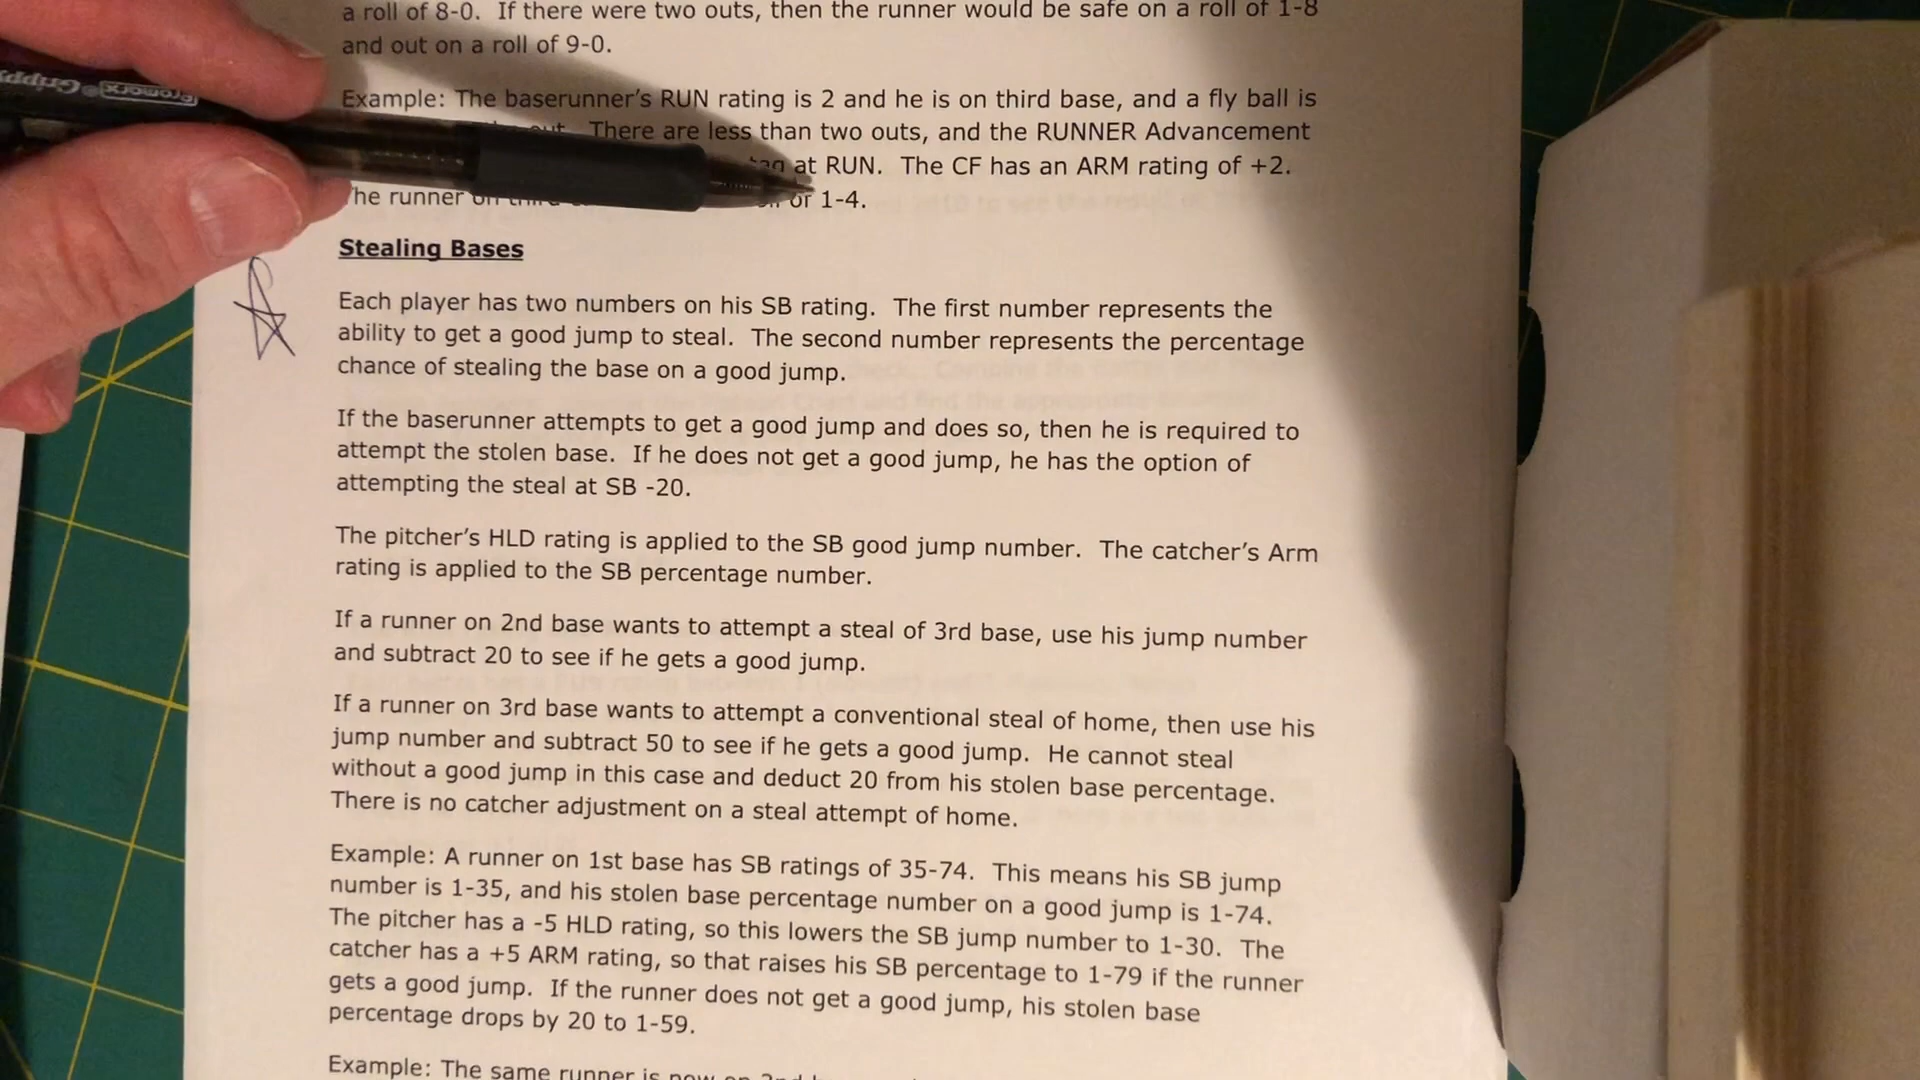 a roll of 8-0. If there were two outs, then the runner would be safe on a roll of 1-8
and out on a roll of 9-0.
Example: The baserunner's RUN rating is 2 and he is on third base, and a fly ball is
There are less than two outs, and the RUNNER Advancement
at RUN. The CF has an ARM rating of +2.
The runner on third or 1-4.
Stealing Bases
Each player has two numbers on his SB rating. The first number represents the
ability to get a good jump to steal. The second number represents the percentage
chance of stealing the base on a good jump.
If the baserunner attempts to get a good jump and does so, then he is required to
attempt the stolen base. If he does not get a good jump, he has the option of
attempting the steal at SB -20.
The pitcher's HLD rating is applied to the SB good jump number. The catcher's Arm
rating is applied to the SB percentage number.
If a runner on 2nd base wants to attempt a steal of 3rd base, use his jump number
and subtract 20 to see if he gets a good jump.
If a runner on 3rd base wants to attempt a conventional steal of home, then use his
jump number and subtract 50 to see if he gets a good jump. He cannot steal
without a good jump in this case and deduct 20 from his stolen base percentage.
There is no catcher adjustment on a steal attempt of home.
Example: A runner on 1st base has SB ratings of 35-74. This means his SB jump
number is 1-35, and his stolen base percentage number on a good jump is 1-74.
The pitcher has a -5 HLD rating, so this lowers the SB jump number to 1-30. The
catcher has a +5 ARM rating, so that raises his SB percentage to 1-79 if the runner
gets a good jump. If the runner does not get a good jump, his stolen base
percentage drops by 20 to 1-59.
Example: The same runner is now on 2nd
Promarx Grippy